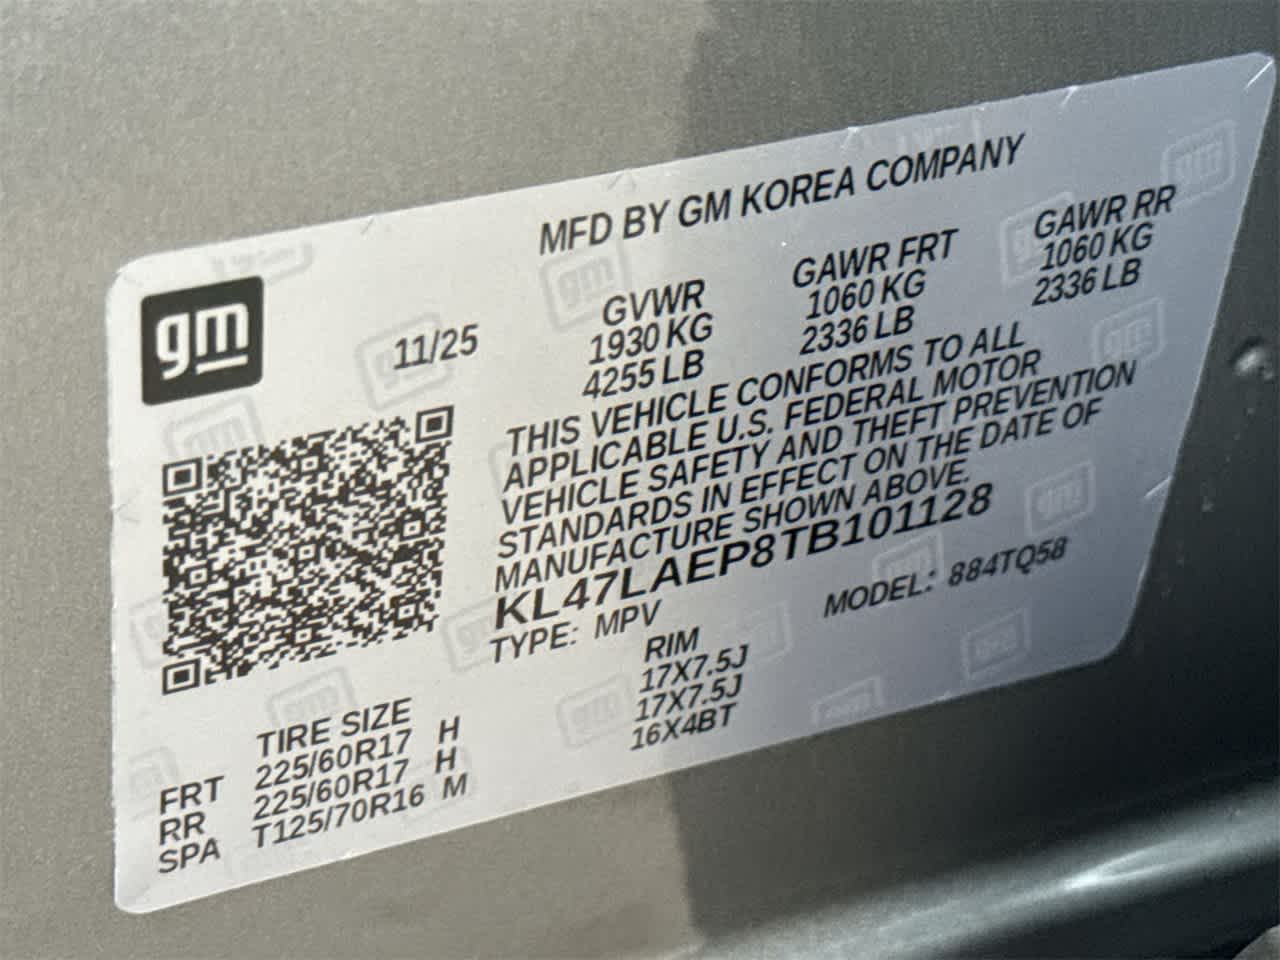 MFD BY GM KOREA COMPANY
gm
11/25
GVWR GAWR FRT GAWR RR
1930 KG 1060 KG 1060 KG
4255 LB 2336 LB 2336 LB
THIS VEHICLE CONFORMS TO ALL
APPLICABLE U.S. FEDERAL MOTOR
VEHICLE SAFETY AND THEFT PREVENTION
STANDARDS IN EFFECT ON THE DATE OF
MANUFACTURE SHOWN ABOVE.
KL47LAEP8TB101128
TYPE: MPV MODEL: 884TQ58
TIRE SIZE RIM
FRT 225/60R17 H 17X7.5J
RR 225/60R17 H 17X7.5J
SPA T125/70R16 M 16X4BT